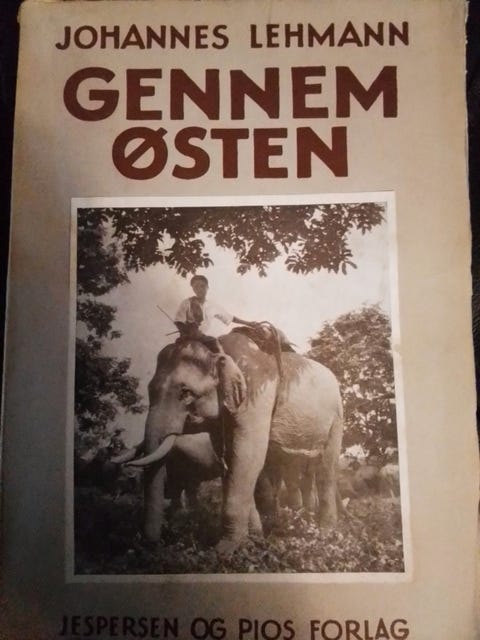 JOHANNES LEHMANN
GENNEM
ØSTEN
JESPERSEN OG PIOS FORLAG